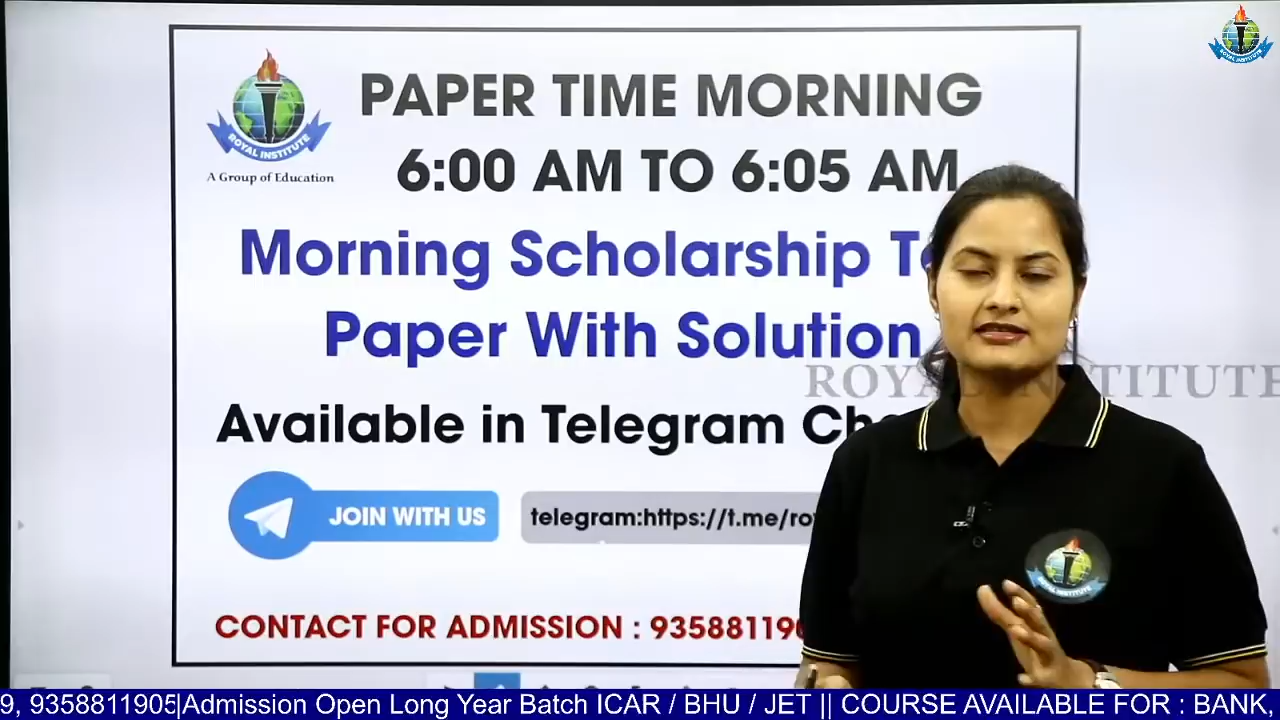 PAPER TIME MORNING
6:00 AM TO 6:05 AM
ROYAL INSTITUTE
A Group of Education
Morning Scholarship
Paper With Solution
Available in Telegram
JOIN WITH US
telegram:https://t.me/ro
CONTACT FOR ADMISSION : 93588119
ROYAL INSTITUTE
ROYAL INSTITUTE
ROYAL INSTITUTE
9, 9358811905|Admission Open Long Year Batch ICAR / BHU / JET || COURSE AVAILABLE FOR : BANK,